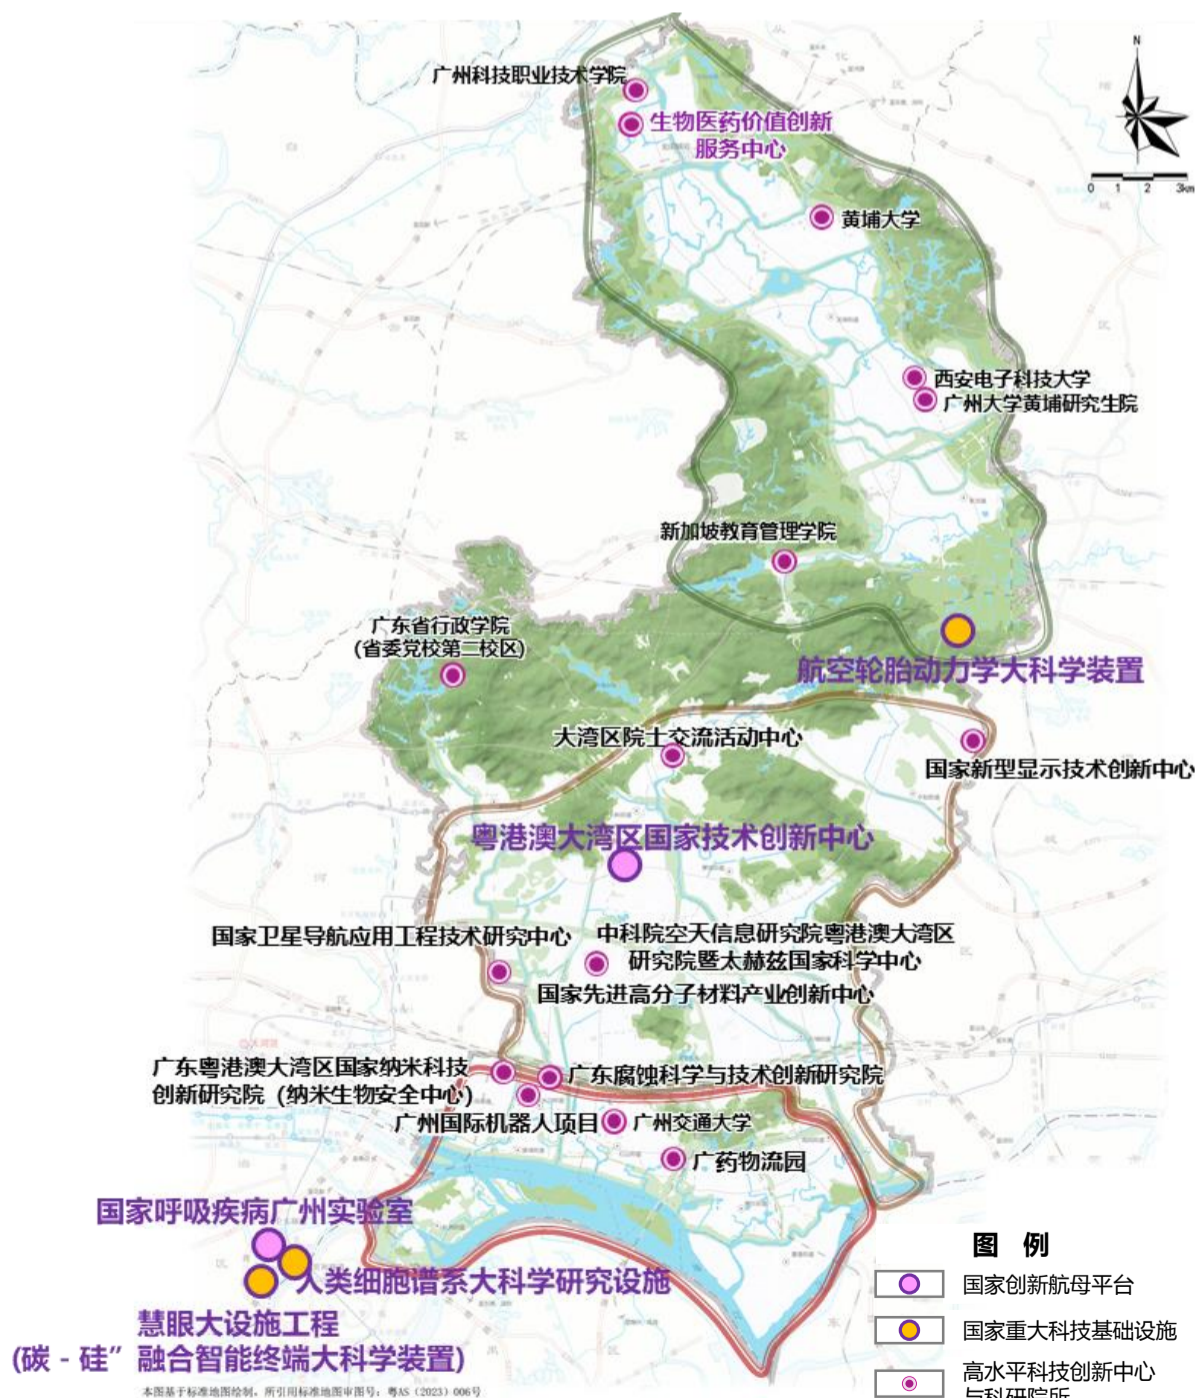 N
0 1 2 3km
广州科技职业技术学院
生物医药价值创新
服务中心
黄埔大学
西安电子科技大学
广州大学黄埔研究生院
新加坡教育管理学院
广东省行政学院
(省委党校第二校区)
航空轮胎动力学大科学装置
大湾区院士交流活动中心
国家新型显示技术创新中心
粤港澳大湾区国家技术创新中心
国家卫星导航应用工程技术研究中心
中科院空天信息研究院粤港澳大湾区
研究院暨太赫兹国家科学中心
国家先进高分子材料产业创新中心
广东粤港澳大湾区国家纳米科技
创新研究院（纳米生物安全中心）
广东腐蚀科学与技术创新研究院
广州国际机器人项目
广州交通大学
广药物流园
国家呼吸疾病广州实验室
人类细胞谱系大科学研究设施
慧眼大设施工程
(碳 - 硅” 融合智能终端大科学装置)
图 例
国家创新航母平台
国家重大科技基础设施
高水平科技创新中心
与科研院所
本图基于标准地图绘制，所引用标准地图审图号：粤AS（2023）006号